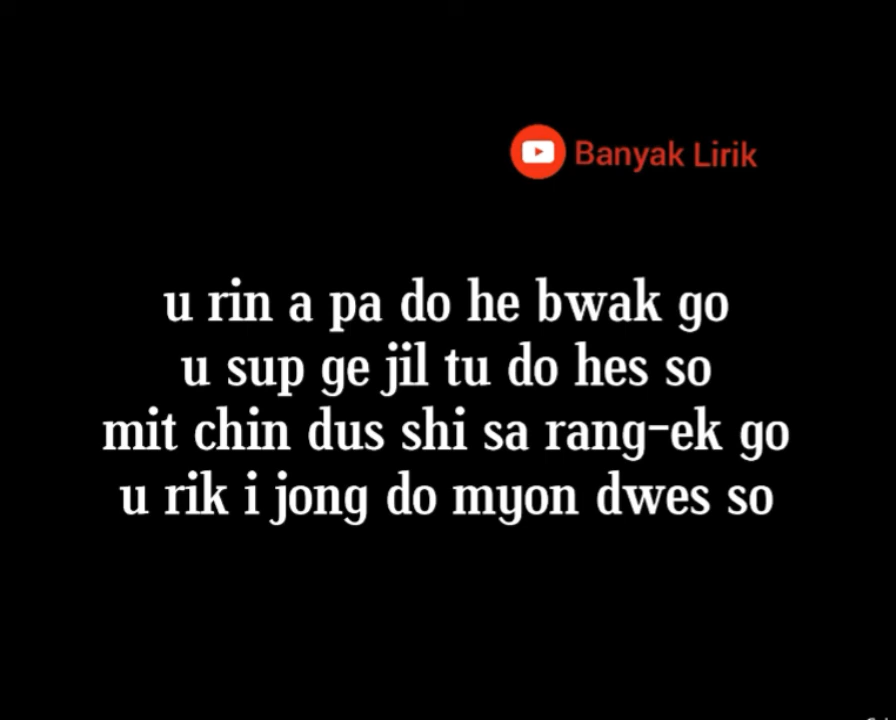 Banyak Lirik
u rin a pa do he bwak go
u sup ge jil tu do hes so
mit chin dus shi sa rang-ek go
u rik i jong do myon dwes so